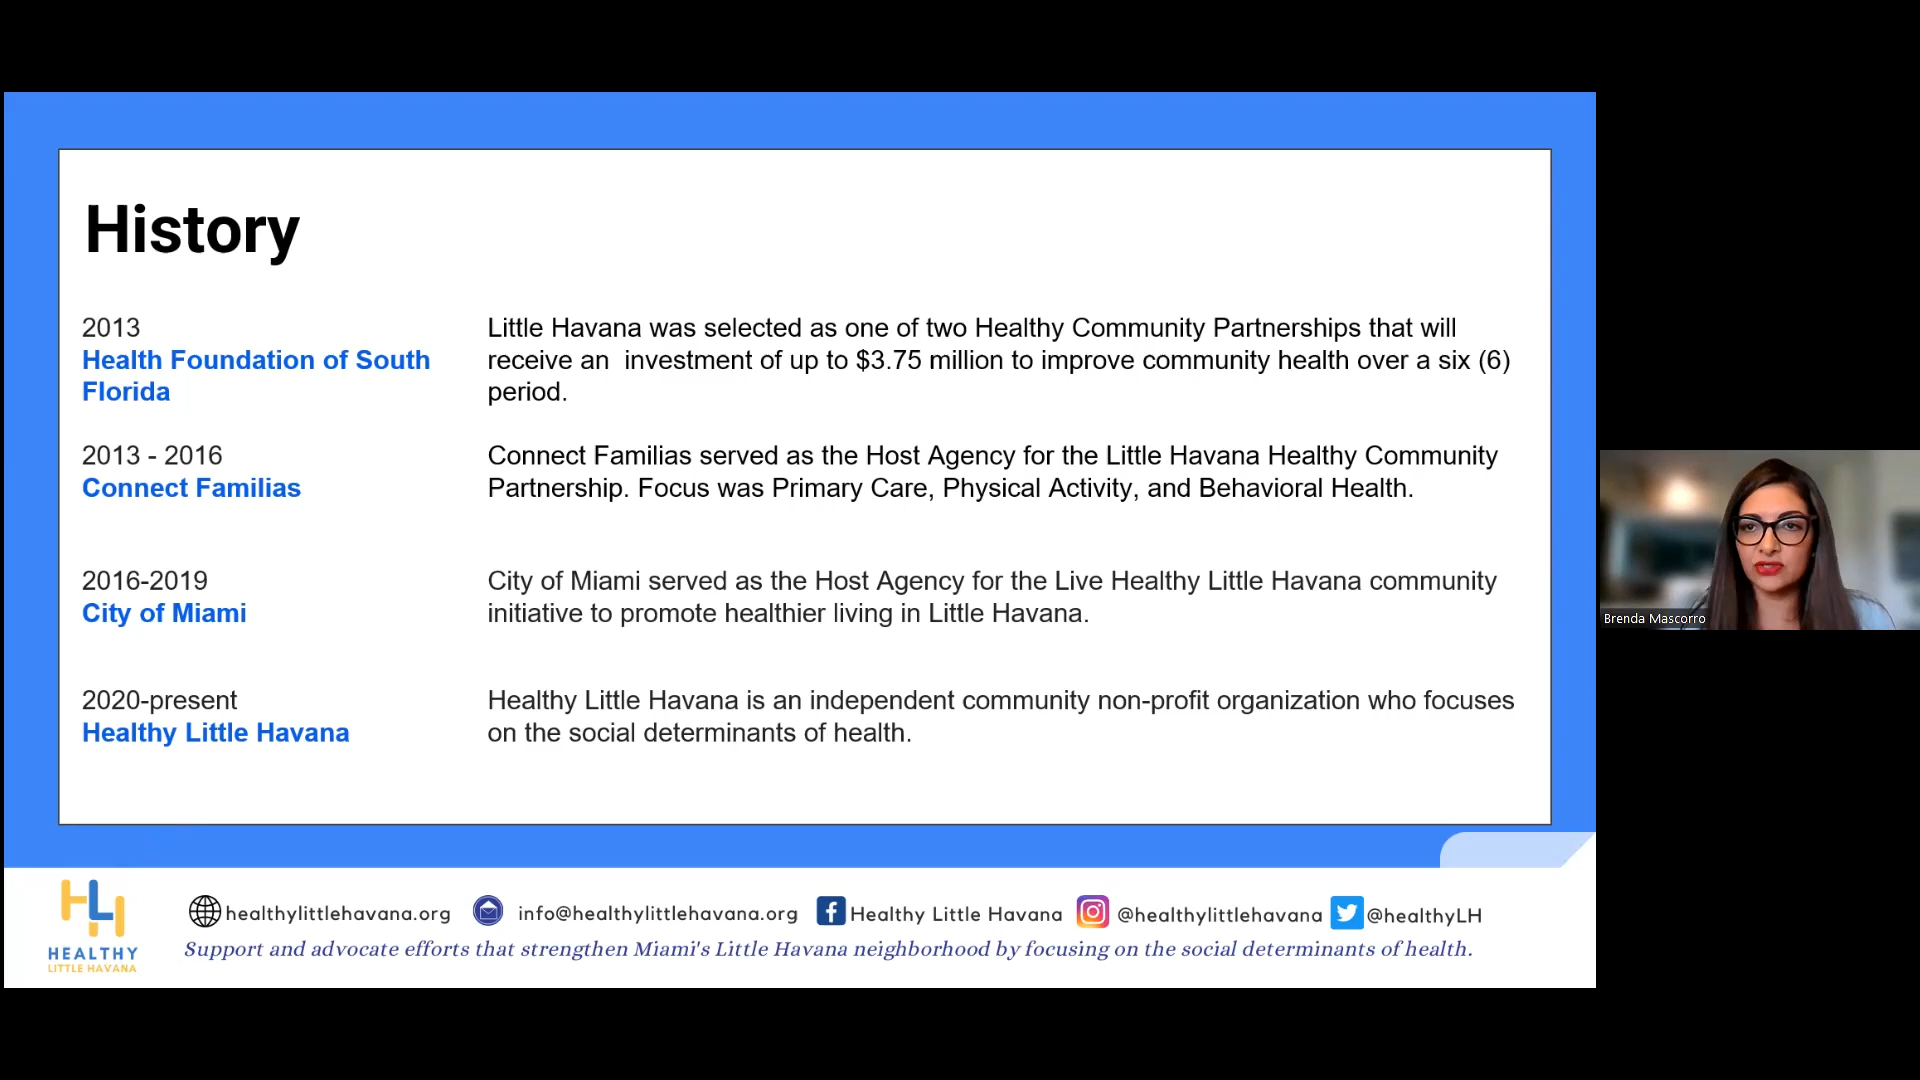 History
2013
Health Foundation of South
Florida
Little Havana was selected as one of two Healthy Community Partnerships that will
receive an  investment of up to $3.75 million to improve community health over a six (6)
period.
2013 - 2016
Connect Familias
Connect Familias served as the Host Agency for the Little Havana Healthy Community
Partnership. Focus was Primary Care, Physical Activity, and Behavioral Health.
2016-2019
City of Miami
City of Miami served as the Host Agency for the Live Healthy Little Havana community
initiative to promote healthier living in Little Havana.
2020-present
Healthy Little Havana
Healthy Little Havana is an independent community non-profit organization who focuses
on the social determinants of health.
Brenda Mascorro
HLH
HEALTHY
LITTLE HAVANA
healthylittlehavana.org info@healthylittlehavana.org Healthy Little Havana @healthylittlehavana @healthyLH
Support and advocate efforts that strengthen Miami's Little Havana neighborhood by focusing on the social determinants of health.